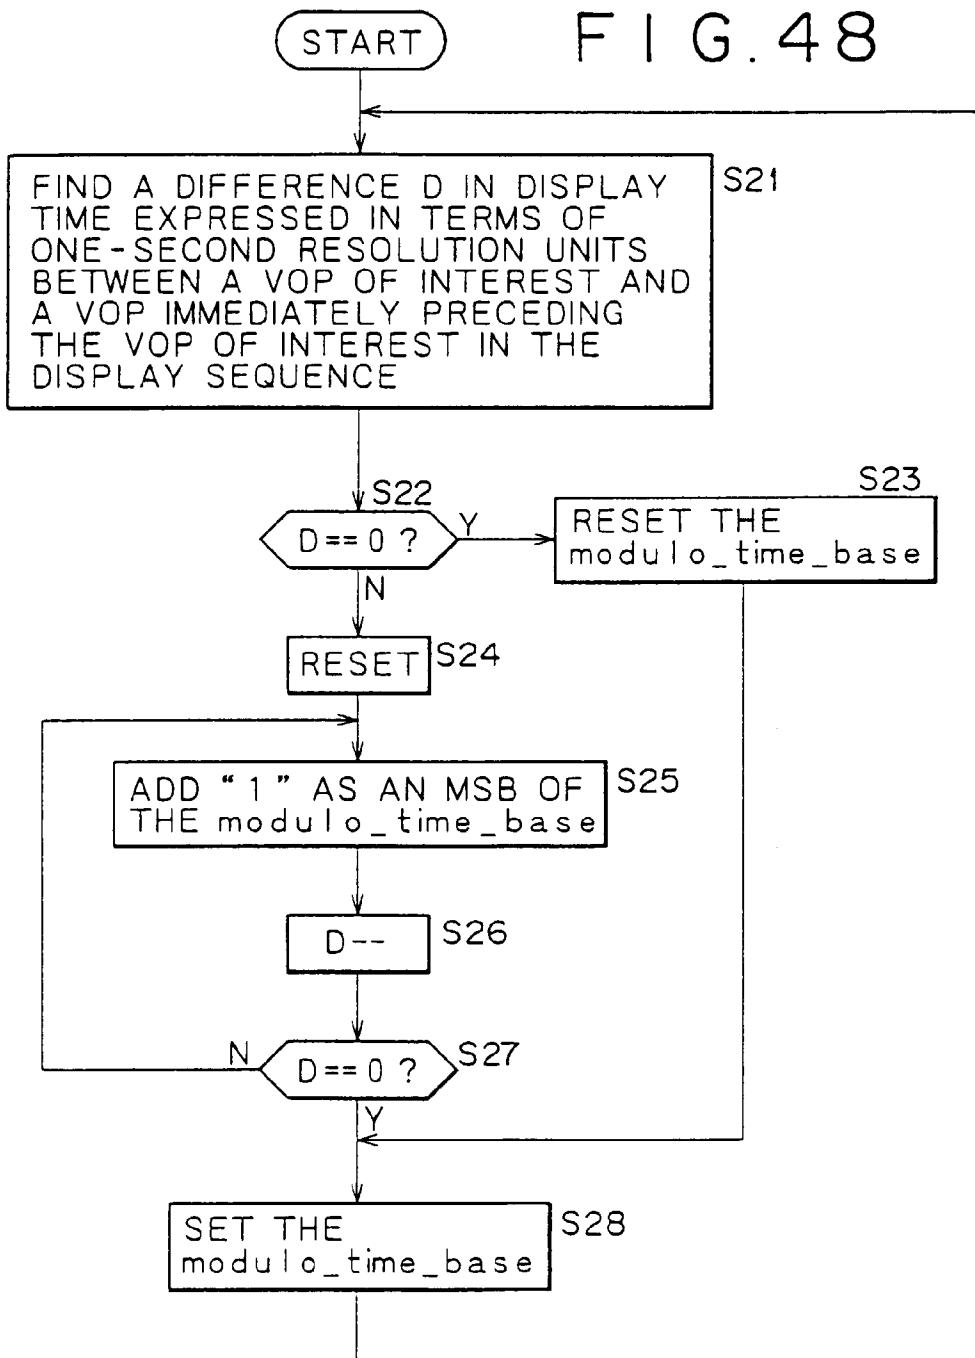 START
FIG.48
FIND A DIFFERENCE D IN DISPLAY
TIME EXPRESSED IN TERMS OF
ONE-SECOND RESOLUTION UNITS
BETWEEN A VOP OF INTEREST AND
A VOP IMMEDIATELY PRECEDING
THE VOP OF INTEREST IN THE
DISPLAY SEQUENCE
S21
S22
D==0 ?
Y
N
S23
RESET THE
modulo_time_base
RESET
S24
ADD “1” AS AN MSB OF
THE modulo_time_base
S25
D--
S26
N
D==0 ?
S27
Y
SET THE
modulo_time_base
S28